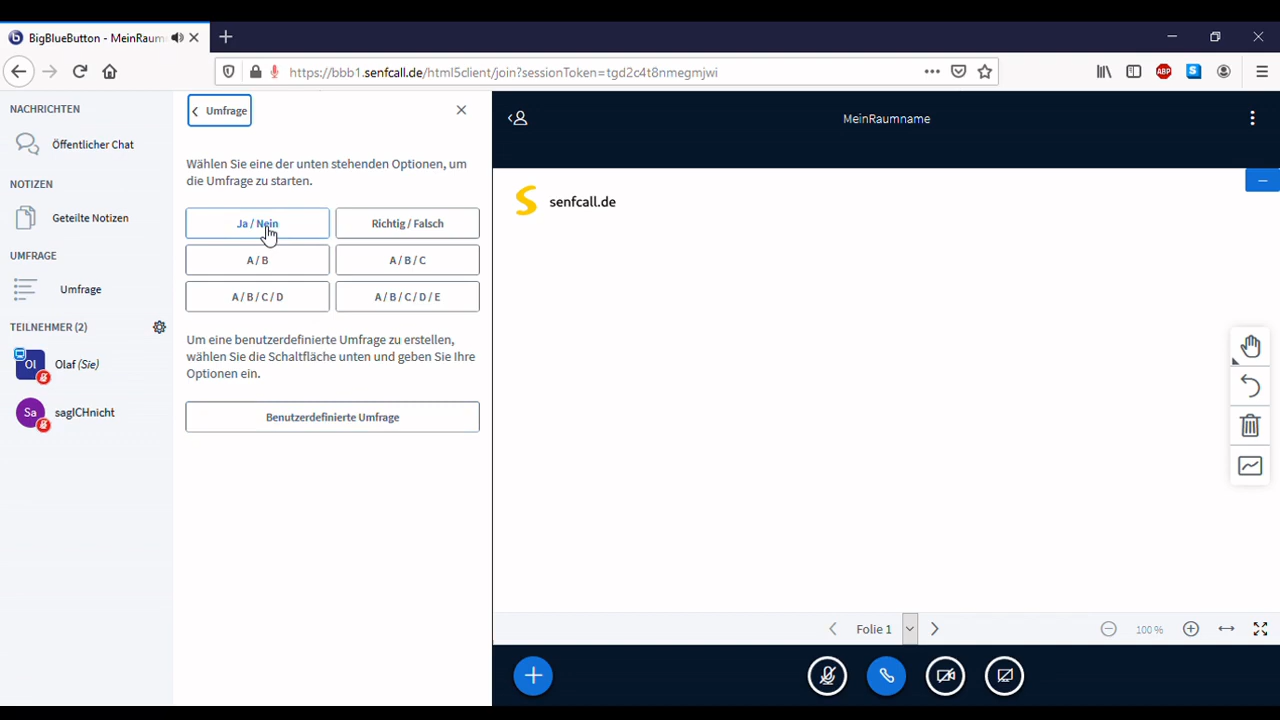 BigBlueButton - MeinRaum
https://bbb1.senfcall.de/html5client/join?sessionToken=tgd2c4t8nmegmjwi
ABP
S
NACHRICHTEN
Öffentlicher Chat
NOTIZEN
Geteilte Notizen
UMFRAGE
Umfrage
TEILNEHMER (2)
Ol
Olaf (Sie)
Sa
sagICHnicht
Umfrage
Wählen Sie eine der unten stehenden Optionen, um
die Umfrage zu starten.
Ja / Nein
Richtig / Falsch
A / B
A / B / C
A / B / C / D
A / B / C / D / E
Um eine benutzerdefinierte Umfrage zu erstellen,
wählen Sie die Schaltfläche unten und geben Sie Ihre
Optionen ein.
Benutzerdefinierte Umfrage
MeinRaumname
senfcall.de
Folie 1
100 %